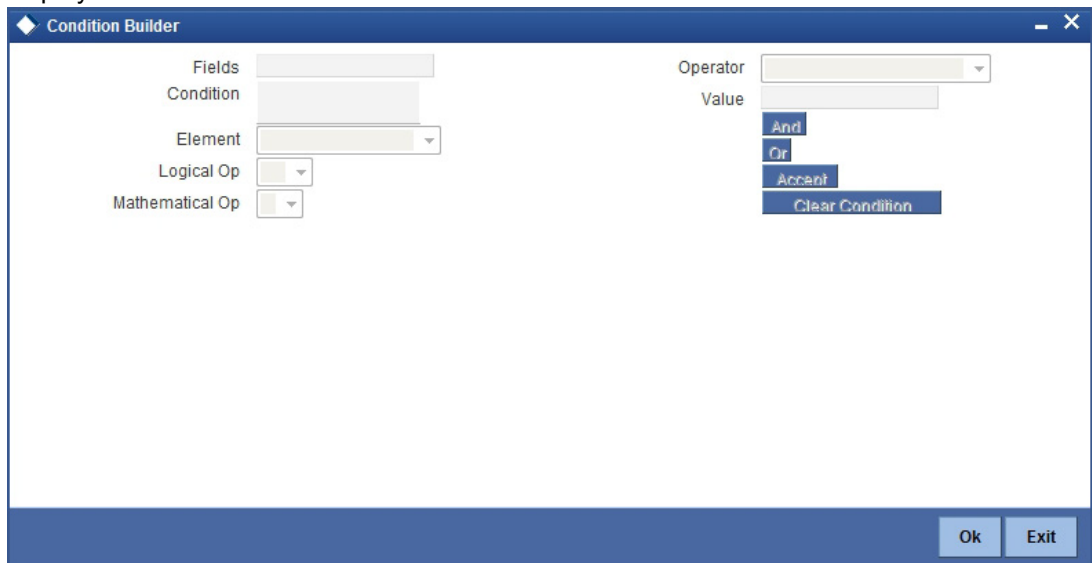 Condition Builder
Fields
Condition
Element
Logical Op
Mathematical Op
Operator
Value
And
Or
Accept
Clear Condition
Ok
Exit